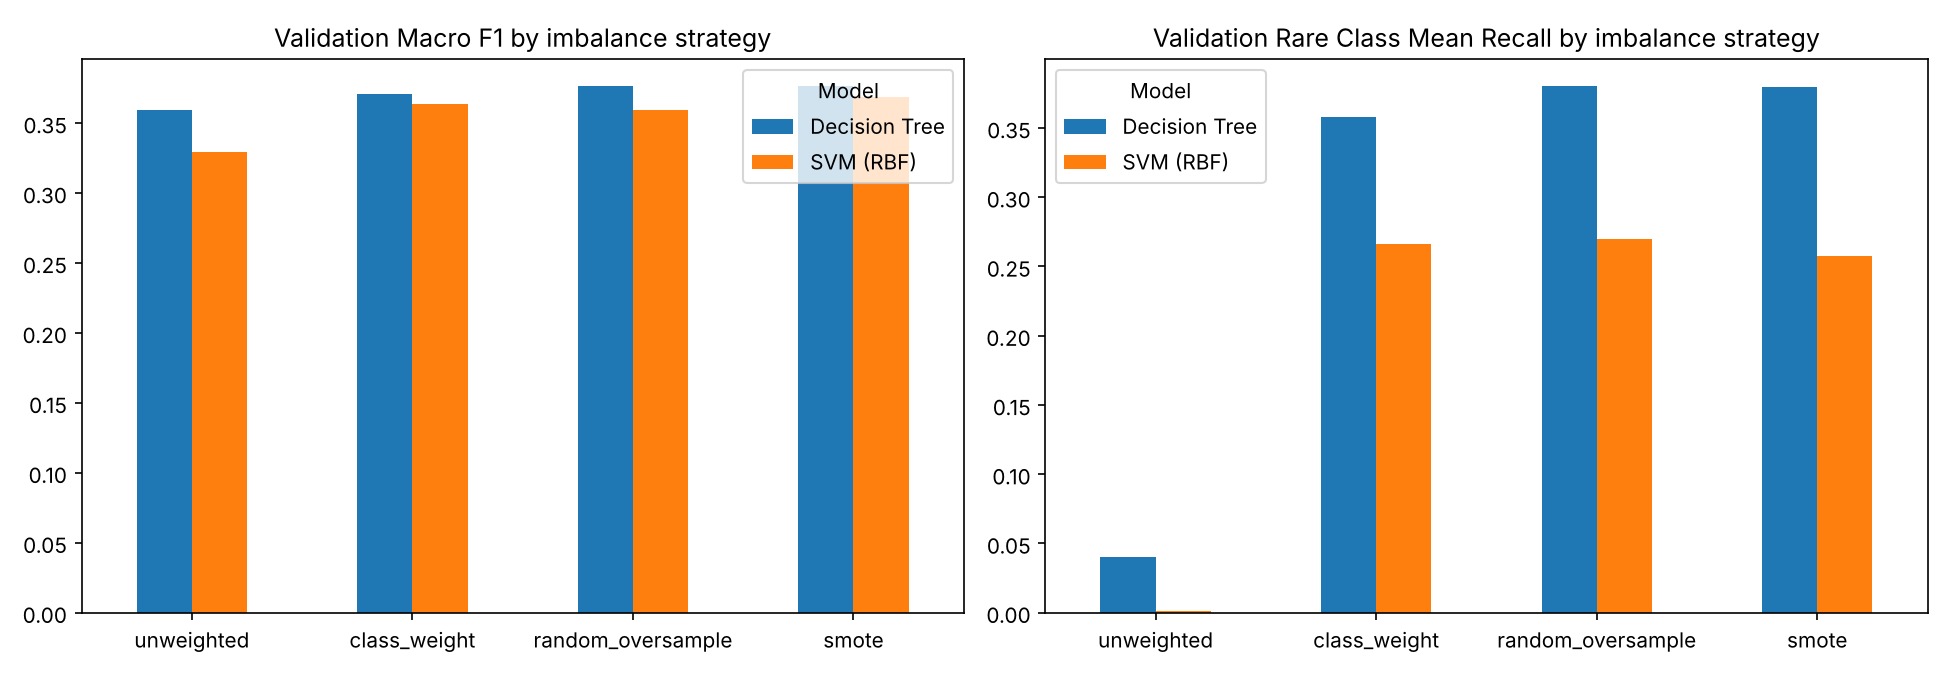 Validation Macro F1 by imbalance strategy
Model
Decision Tree
SVM (RBF)
0.35
0.30
0.25
0.20
0.15
0.10
0.05
0.00
unweighted
class_weight
random_oversample
smote
Validation Rare Class Mean Recall by imbalance strategy
Model
Decision Tree
SVM (RBF)
0.35
0.30
0.25
0.20
0.15
0.10
0.05
0.00
unweighted
class_weight
random_oversample
smote